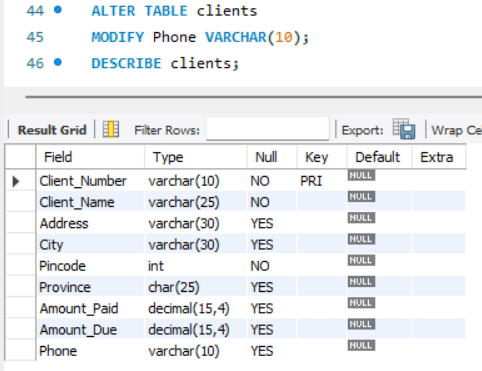 44 ALTER TABLE clients
45 MODIFY Phone VARCHAR(10);
46 DESCRIBE clients;
Result Grid Filter Rows: Export: Wrap Ce
Field Type Null Key Default Extra
Client_Number varchar(10) NO PRI NULL
Client_Name varchar(25) NO NULL
Address varchar(30) YES NULL
City varchar(30) YES NULL
Pincode int NO NULL
Province char(25) YES NULL
Amount_Paid decimal(15,4) YES NULL
Amount_Due decimal(15,4) YES NULL
Phone varchar(10) YES NULL